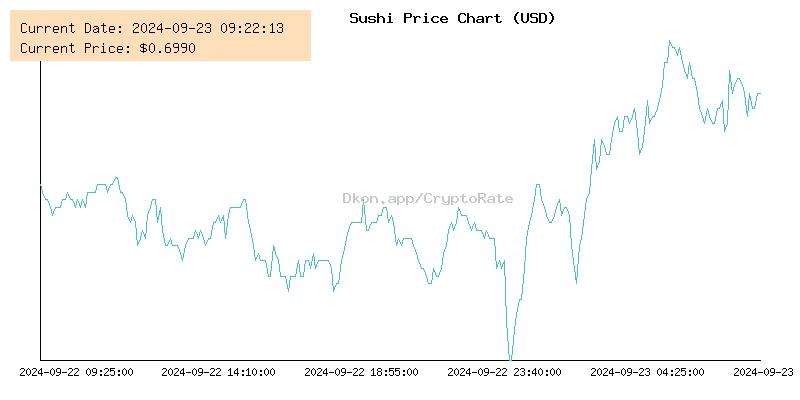 Sushi Price Chart (USD)
Current Date: 2024-09-23 09:22:13
Current Price: $0.6990
Dkon.app/CryptoRate
2024-09-22 09:25:00 2024-09-22 14:10:00 2024-09-22 18:55:00 2024-09-22 23:40:00 2024-09-23 04:25:00 2024-09-23